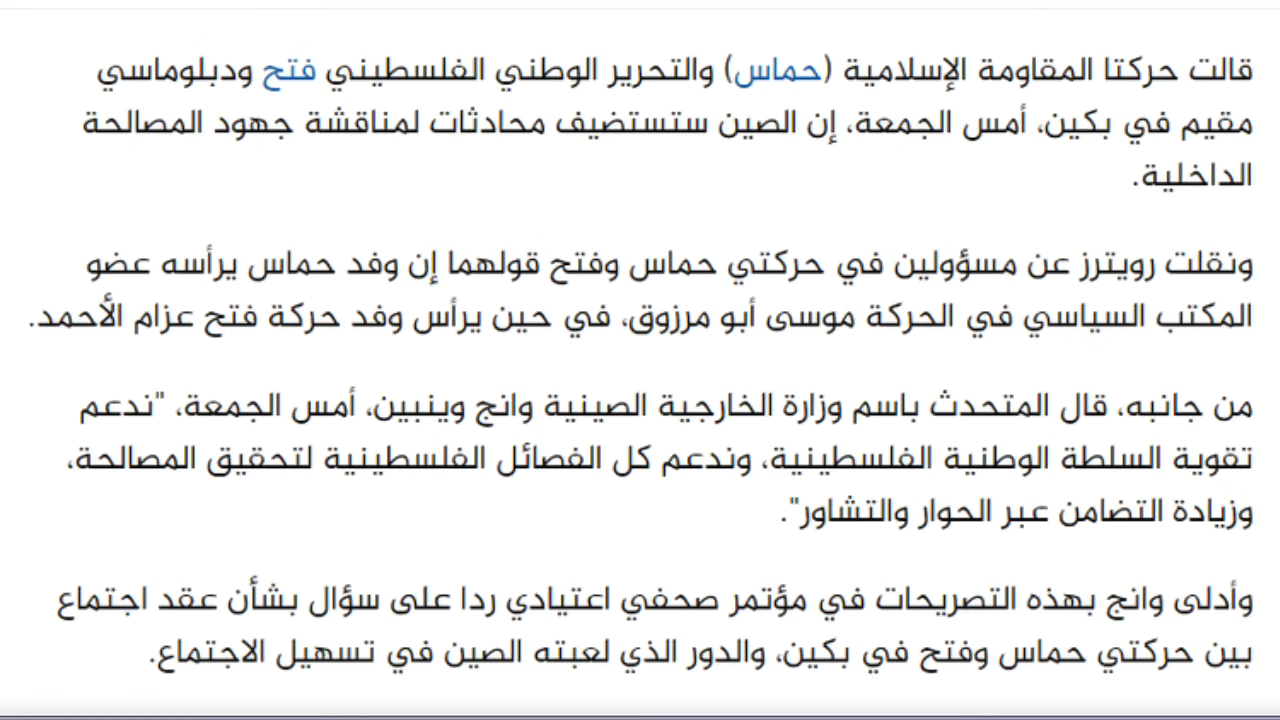 قالت حركتا المقاومة الإسلامية (حماس) والتحرير الوطني الفلسطيني فتح ودبلوماسي
مقيم في بكين، أمس الجمعة، إن الصين ستستضيف محادثات لمناقشة جهود المصالحة
الداخلية.
ونقلت رويترز عن مسؤولين في حركتي حماس وفتح قولهما إن وفد حماس يرأسه عضو
المكتب السياسي في الحركة موسى أبو مرزوق، في حين يرأس وفد حركة فتح عزام الأحمد.
من جانبه، قال المتحدث باسم وزارة الخارجية الصينية وانج وينبين، أمس الجمعة، "ندعم
تقوية السلطة الوطنية الفلسطينية، وندعم كل الفصائل الفلسطينية لتحقيق المصالحة،
وزيادة التضامن عبر الحوار والتشاور".
وأدلى وانج بهذه التصريحات في مؤتمر صحفي اعتيادي ردا على سؤال بشأن عقد اجتماع
بين حركتي حماس وفتح في بكين، والدور الذي لعبته الصين في تسهيل الاجتماع.